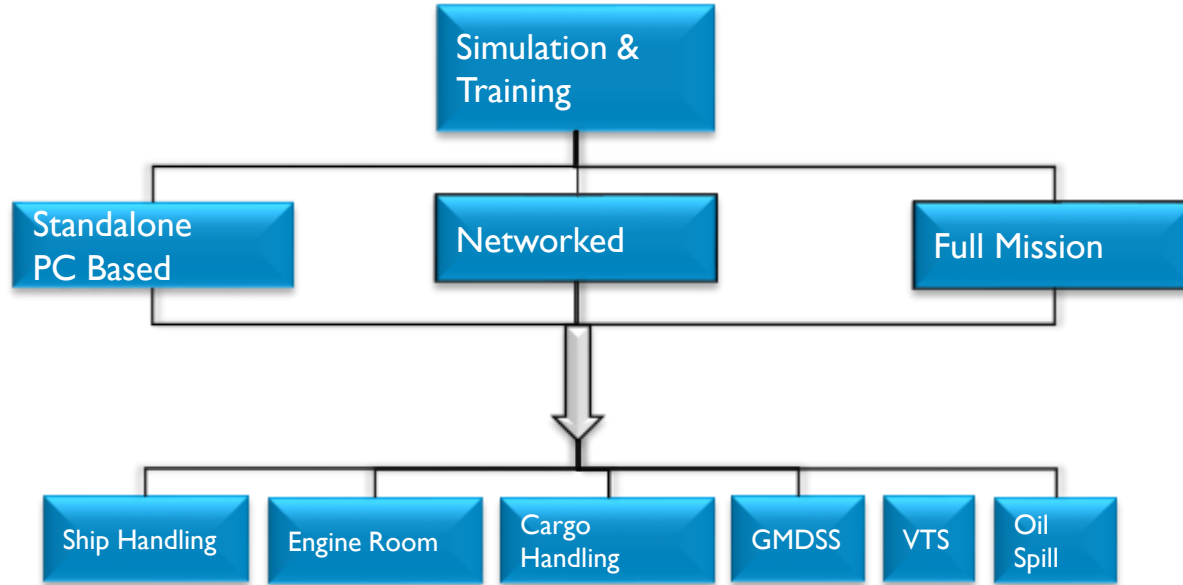 Simulation &
Training
Standalone
PC Based
Networked
Full Mission
Ship Handling
Engine Room
Cargo
Handling
GMDSS
VTS
Oil
Spill